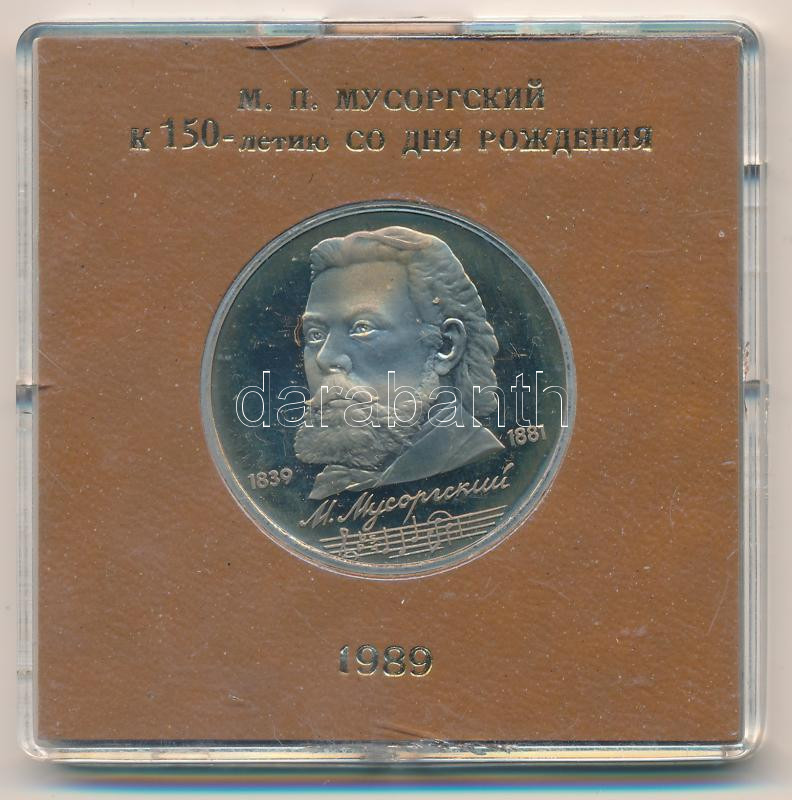 М. П. МУСОРГСКИЙ
К 150-летию СО ДНЯ РОЖДЕНИЯ
darabanth
1839
1881
М. Мусоргский
1989